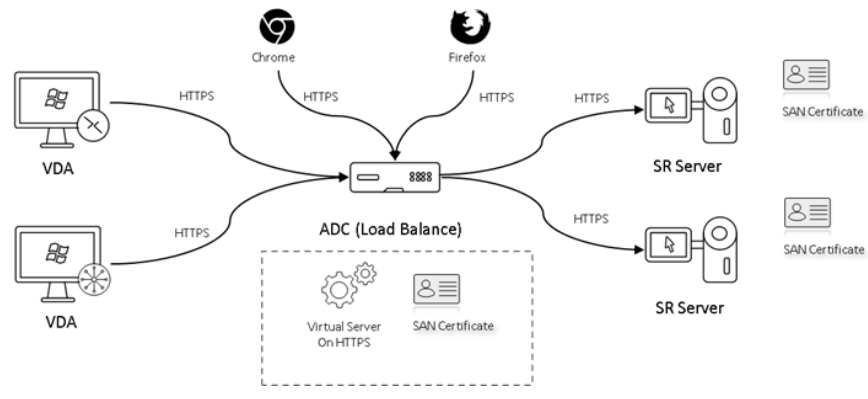 Chrome
Firefox
HTTPS
HTTPS
HTTPS
HTTPS
SAN Certificate
VDA
SR Server
HTTPS
HTTPS
ADC (Load Balance)
SAN Certificate
VDA
SR Server
Virtual Server
On HTTPS
SAN Certificate